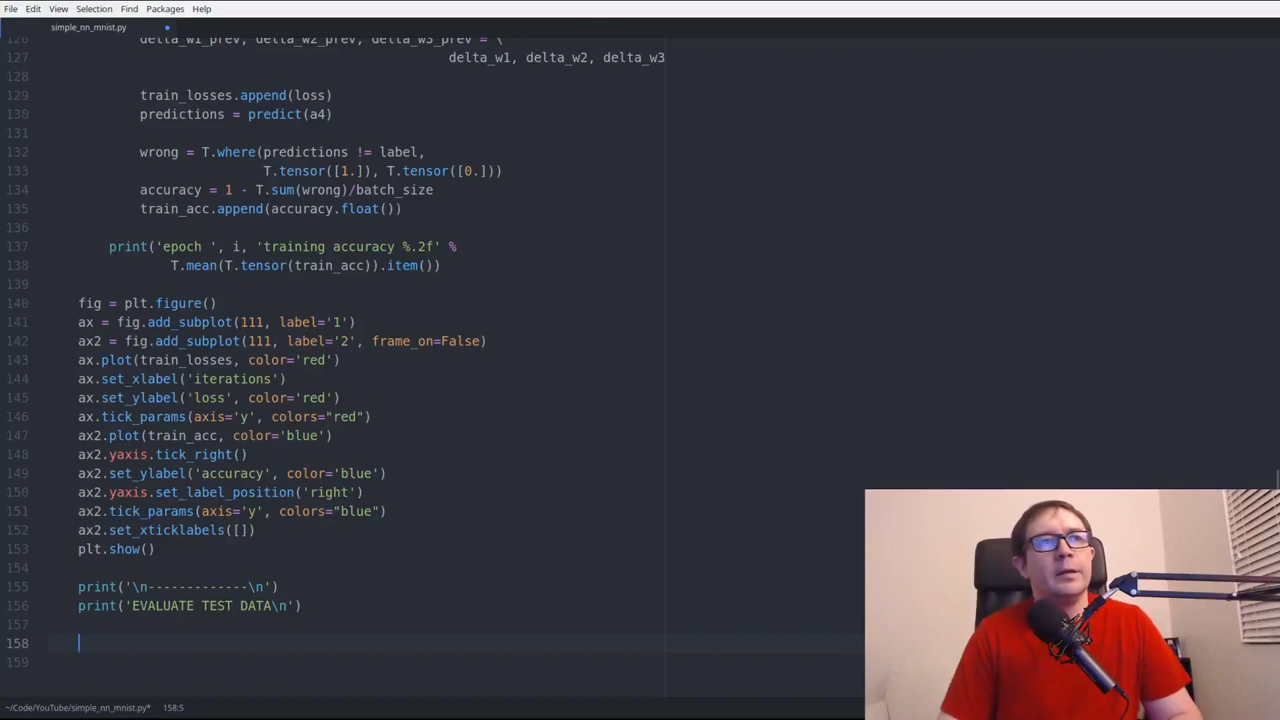 File Edit View Selection Find Packages Help
simple_nn_mnist.py
126 delta_w1_prev, delta_w2_prev, delta_w3_prev = \
127 delta_w1, delta_w2, delta_w3
128
129 train_losses.append(loss)
130 predictions = predict(a4)
131
132 wrong = T.where(predictions != label,
133 T.tensor([1.]), T.tensor([0.]))
134 accuracy = 1 - T.sum(wrong)/batch_size
135 train_acc.append(accuracy.float())
136
137 print('epoch ', i, 'training accuracy %.2f' %
138 T.mean(T.tensor(train_acc)).item())
139
140 fig = plt.figure()
141 ax = fig.add_subplot(111, label='1')
142 ax2 = fig.add_subplot(111, label='2', frame_on=False)
143 ax.plot(train_losses, color='red')
144 ax.set_xlabel('iterations')
145 ax.set_ylabel('loss', color='red')
146 ax.tick_params(axis='y', colors="red")
147 ax2.plot(train_acc, color='blue')
148 ax2.yaxis.tick_right()
149 ax2.set_ylabel('accuracy', color='blue')
150 ax2.yaxis.set_label_position('right')
151 ax2.tick_params(axis='y', colors="blue")
152 ax2.set_xticklabels([])
153 plt.show()
154
155 print('\n-------------\n')
156 print('EVALUATE TEST DATA\n')
157
158
159
~/Code/YouTube/simple_nn_mnist.py* 158:5